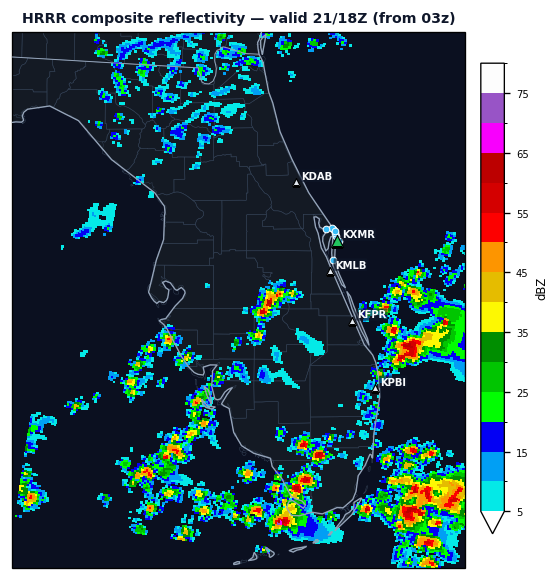 HRRR composite reflectivity — valid 21/18Z (from 03z)
KDAB
KXMR
KMLB
KFPR
KPBI
75
65
55
45
35
25
15
5
dBZ